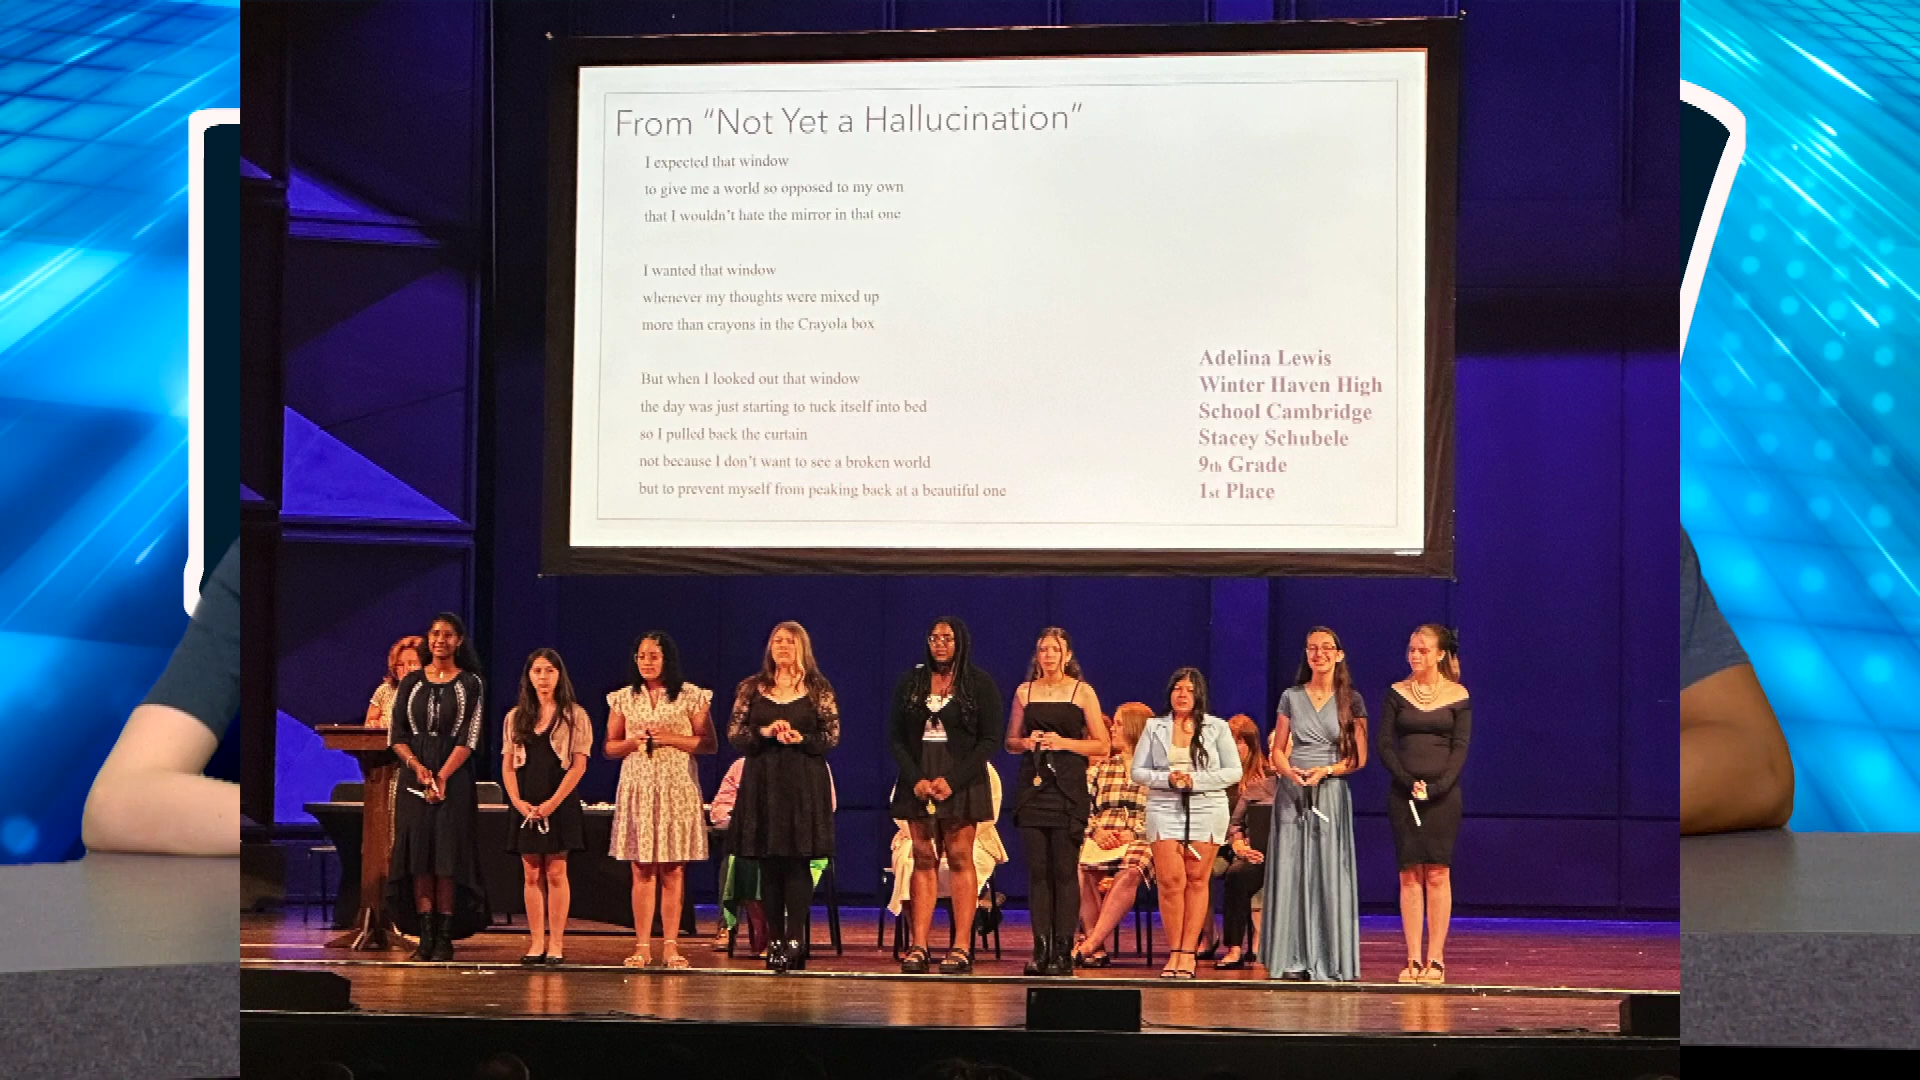 From “Not Yet a Hallucination”
I expected that window
to give me a world so opposed to my own
that I wouldn’t hate the mirror in that one
I wanted that window
whenever my thoughts were mixed up
more than crayons in the Crayola box
But when I looked out that window
the day was just starting to tuck itself into bed
so I pulled back the curtain
not because I don’t want to see a broken world
but to prevent myself from peaking back at a beautiful one
Adelina Lewis
Winter Haven High
School Cambridge
Stacey Schubele
9th Grade
1st Place